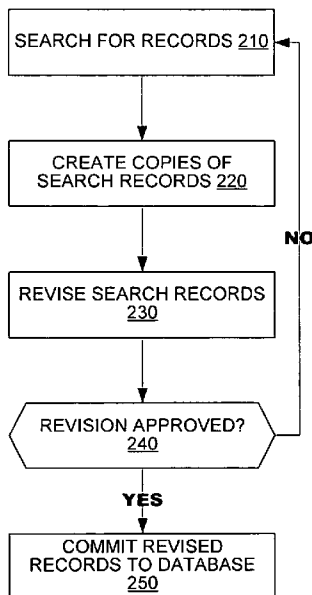 SEARCH FOR RECORDS 210
CREATE COPIES OF
SEARCH RECORDS 220
NO
REVISE SEARCH RECORDS
230
REVISION APPROVED?
240
YES
COMMIT REVISED
RECORDS TO DATABASE
250